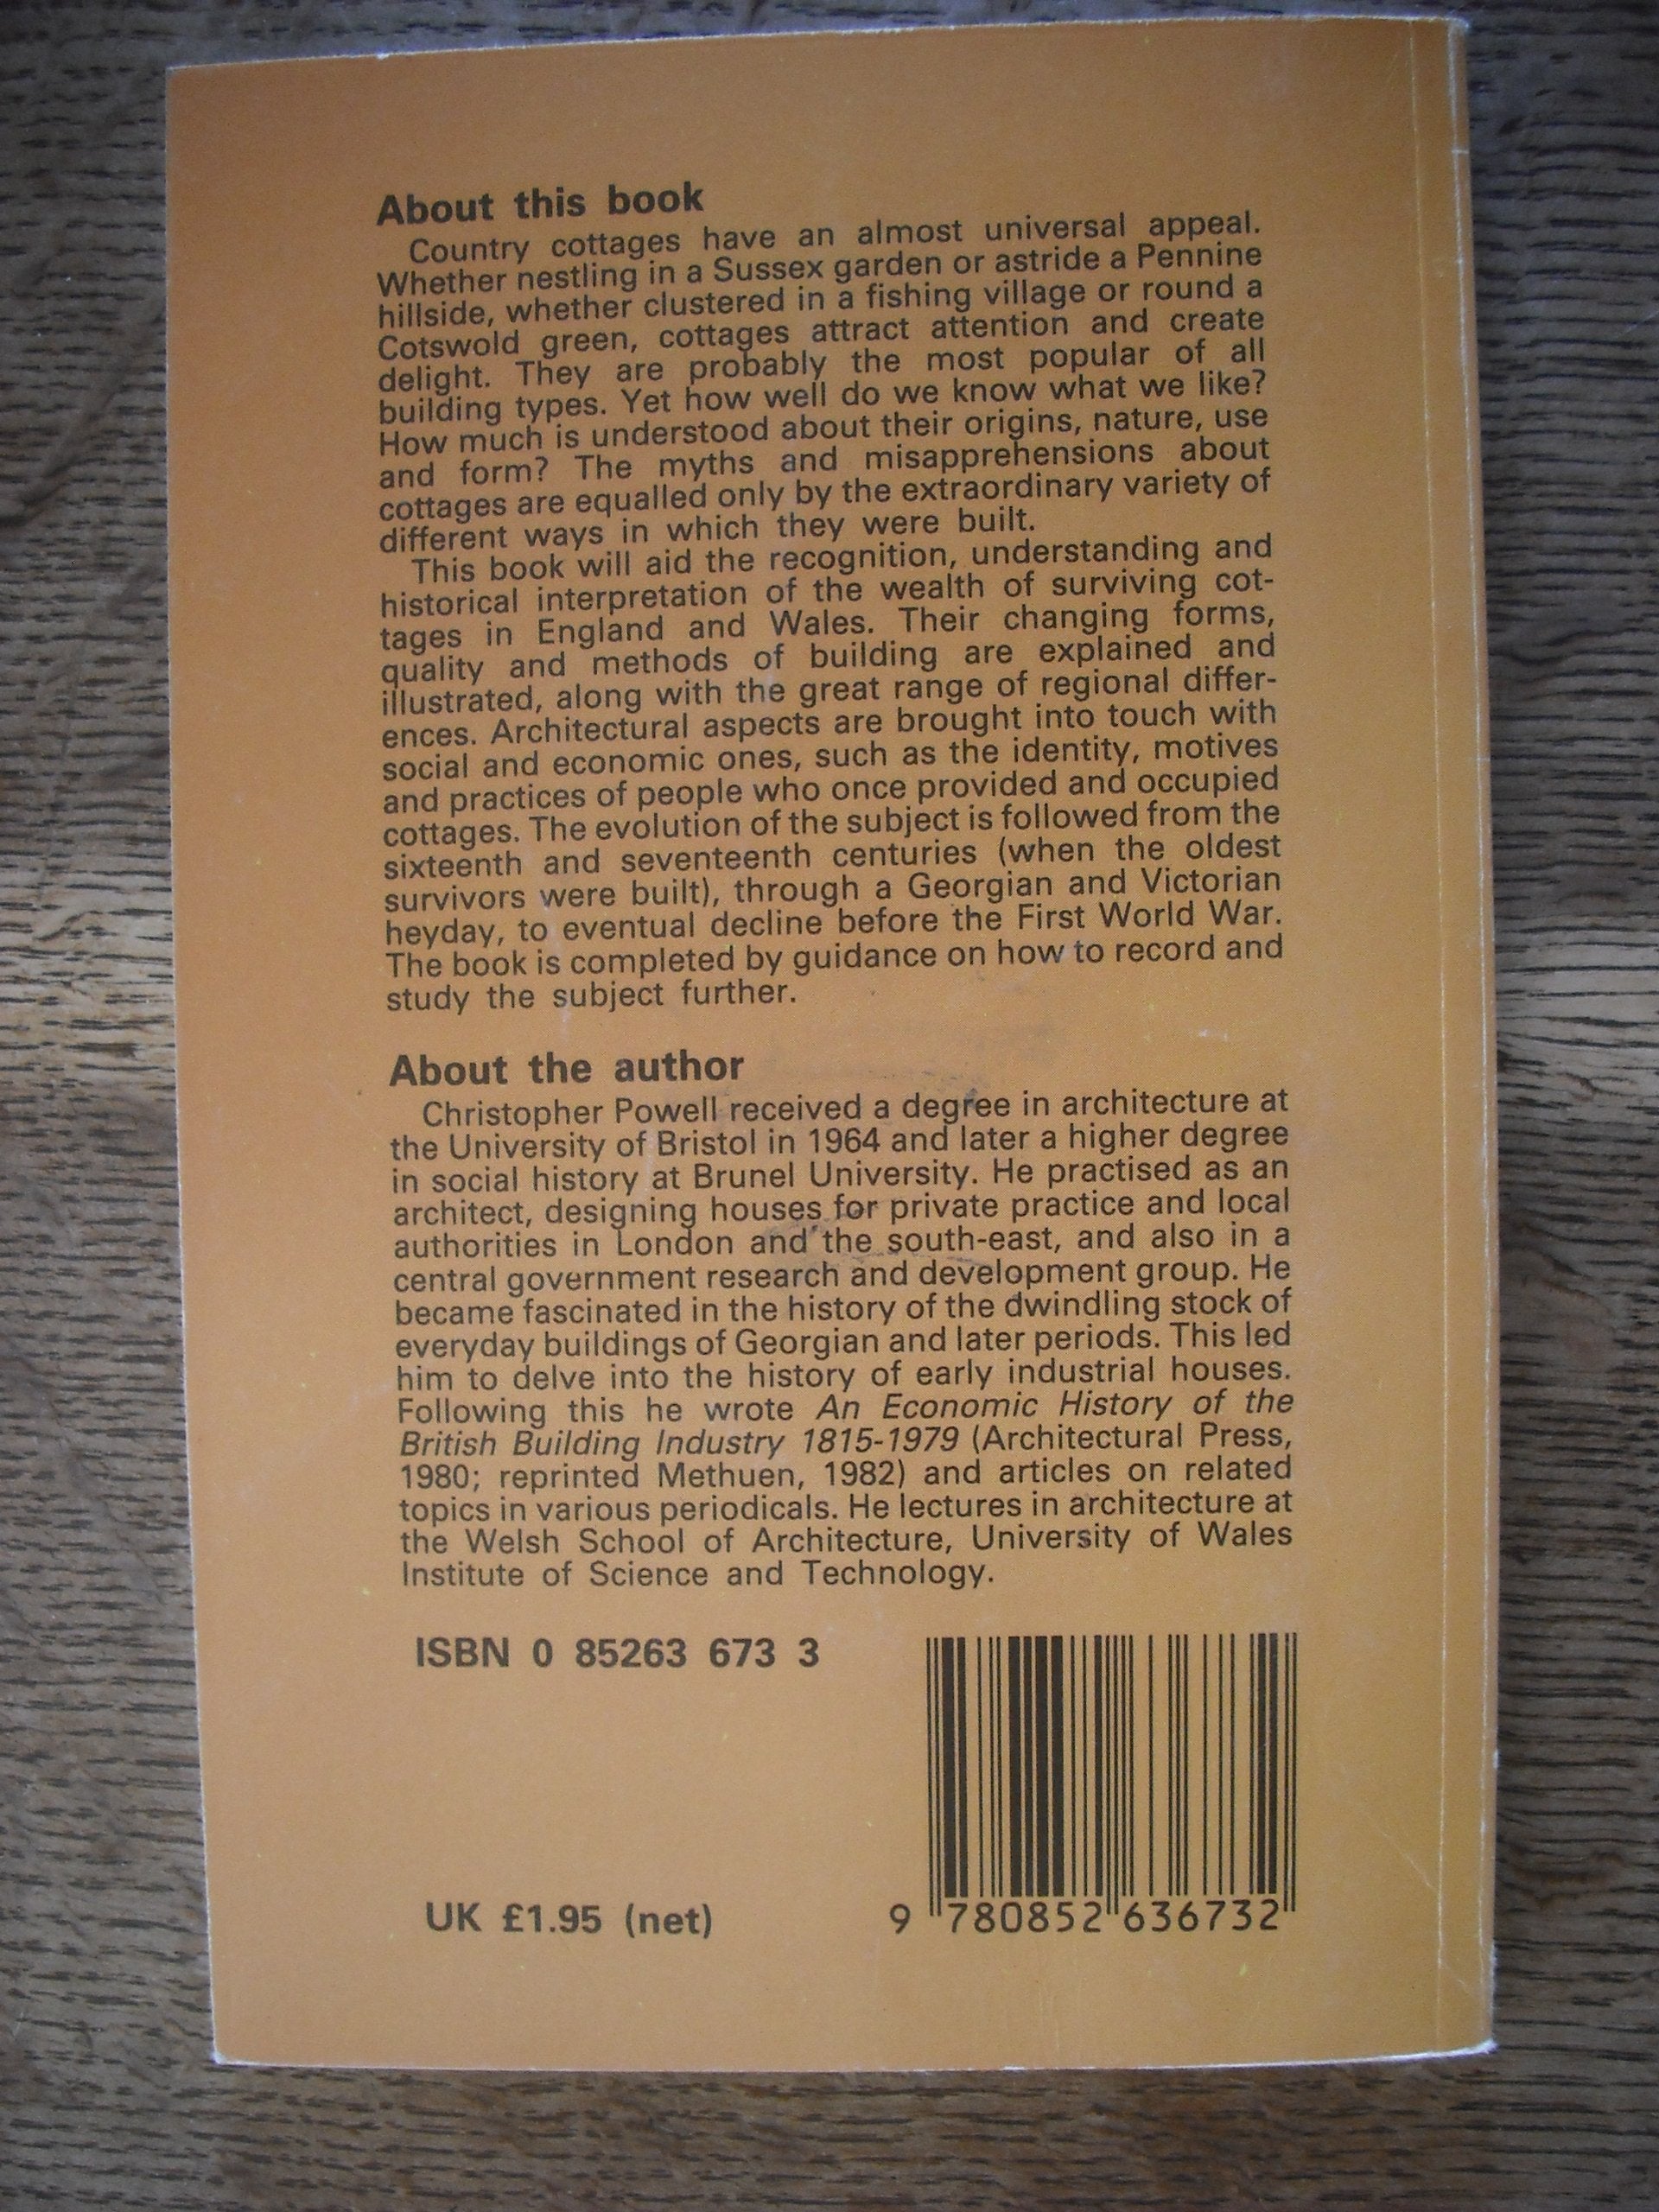 About this book
Country cottages have an almost universal appeal.
Whether nestling in a Sussex garden or astride a Pennine
hillside, whether clustered in a fishing village or round a
Cotswold green, cottages attract attention and create
delight. They are probably the most popular of all
building types. Yet how well do we know what we like?
How much is understood about their origins, nature, use
and form? The myths and misapprehensions about
cottages are equalled only by the extraordinary variety of
different ways in which they were built.
This book will aid the recognition, understanding and
historical interpretation of the wealth of surviving cot-
tages in England and Wales. Their changing forms,
quality and methods of building are explained and
illustrated, along with the great range of regional differ-
ences. Architectural aspects are brought into touch with
social and economic ones, such as the identity, motives
and practices of people who once provided and occupied
cottages. The evolution of the subject is followed from the
sixteenth and seventeenth centuries (when the oldest
survivors were built), through a Georgian and Victorian
heyday, to eventual decline before the First World War.
The book is completed by guidance on how to record and
study the subject further.
About the author
Christopher Powell received a degree in architecture at
the University of Bristol in 1964 and later a higher degree
in social history at Brunel University. He practised as an
architect, designing houses for private practice and local
authorities in London and the south-east, and also in a
central government research and development group. He
became fascinated in the history of the dwindling stock of
everyday buildings of Georgian and later periods. This led
him to delve into the history of early industrial houses.
Following this he wrote An Economic History of the
British Building Industry 1815-1979 (Architectural Press,
1980; reprinted Methuen, 1982) and articles on related
topics in various periodicals. He lectures in architecture at
the Welsh School of Architecture, University of Wales
Institute of Science and Technology.
ISBN 0 85263 673 3
UK £1.95 (net)
9 780852 636732